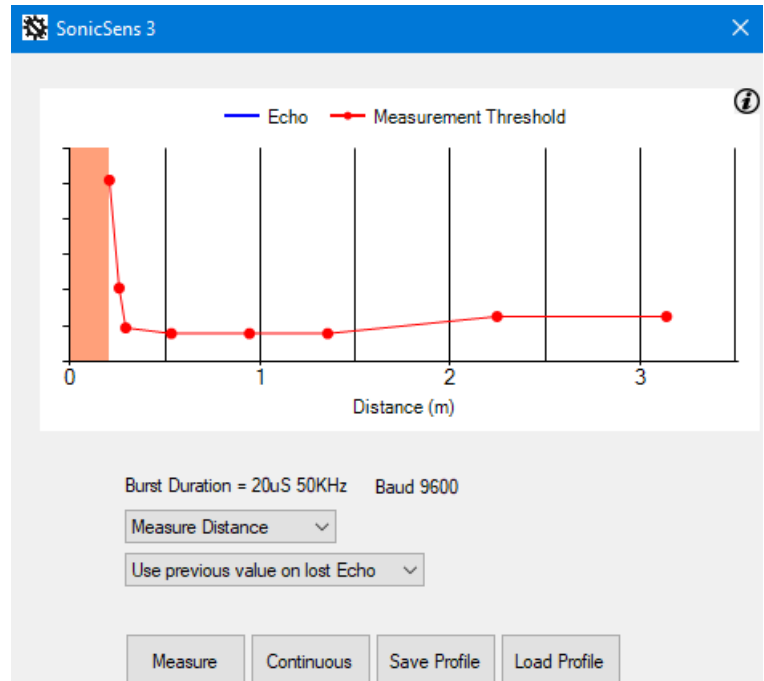 SonicSens 3
Echo Measurement Threshold
0 1 2 3
Distance (m)
Burst Duration = 20uS 50KHz Baud 9600
Measure Distance
Use previous value on lost Echo
Measure Continuous Save Profile Load Profile